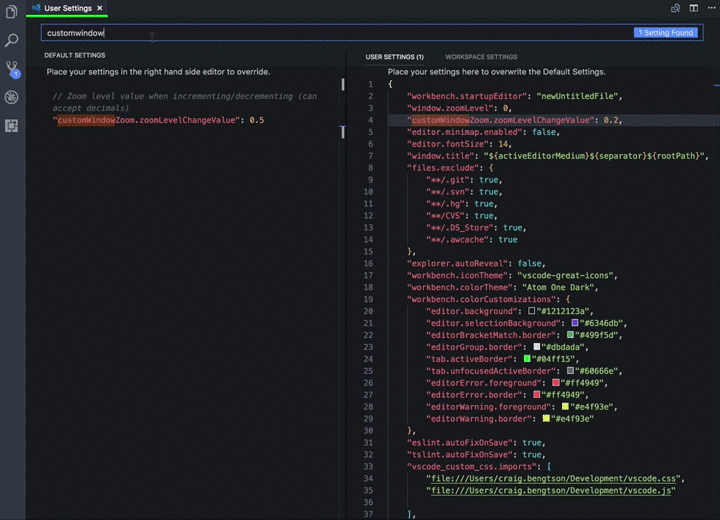 User Settings
customwindow
1 Setting Found
1
DEFAULT SETTINGS
Place your settings in the right hand side editor to override.
// Zoom level value when incrementing/decrementing (can
accept decimals)
"customWindowZoom.zoomLevelChangeValue": 0.5
USER SETTINGS (1) WORKSPACE SETTINGS
Place your settings here to overwrite the Default Settings.
1 {
2 "workbench.startupEditor": "newUntitledFile",
3 "window.zoomLevel": 0,
4 "customWindowZoom.zoomLevelChangeValue": 0.2,
5 "editor.minimap.enabled": false,
6 "editor.fontSize": 14,
7 "window.title": "${activeEditorMedium}${separator}${rootPath}",
8 "files.exclude": {
9 "**/.git": true,
10 "**/.svn": true,
11 "**/.hg": true,
12 "**/CVS": true,
13 "**/.DS_Store": true,
14 "**/.awcache": true
15 },
16 "explorer.autoReveal": false,
17 "workbench.iconTheme": "vscode-great-icons",
18 "workbench.colorTheme": "Atom One Dark",
19 "workbench.colorCustomizations": {
20 "editor.background": "#1212123a",
21 "editor.selectionBackground": "#6346db",
22 "editorBracketMatch.border": "#499f5d",
23 "editorGroup.border": "#dbdada",
24 "tab.activeBorder": "#04ff15",
25 "tab.unfocusedActiveBorder": "#60666e",
26 "editorError.foreground": "#ff4949",
27 "editorError.border": "#ff4949",
28 "editorWarning.foreground": "#e4f93e",
29 "editorWarning.border": "#e4f93e"
30 },
31 "eslint.autoFixOnSave": true,
32 "tslint.autoFixOnSave": true,
33 "vscode_custom_css.imports": [
34 "file:///Users/craig.bengtson/Development/vscode.css",
35 "file:///Users/craig.bengtson/Development/vscode.js"
36
37 ],